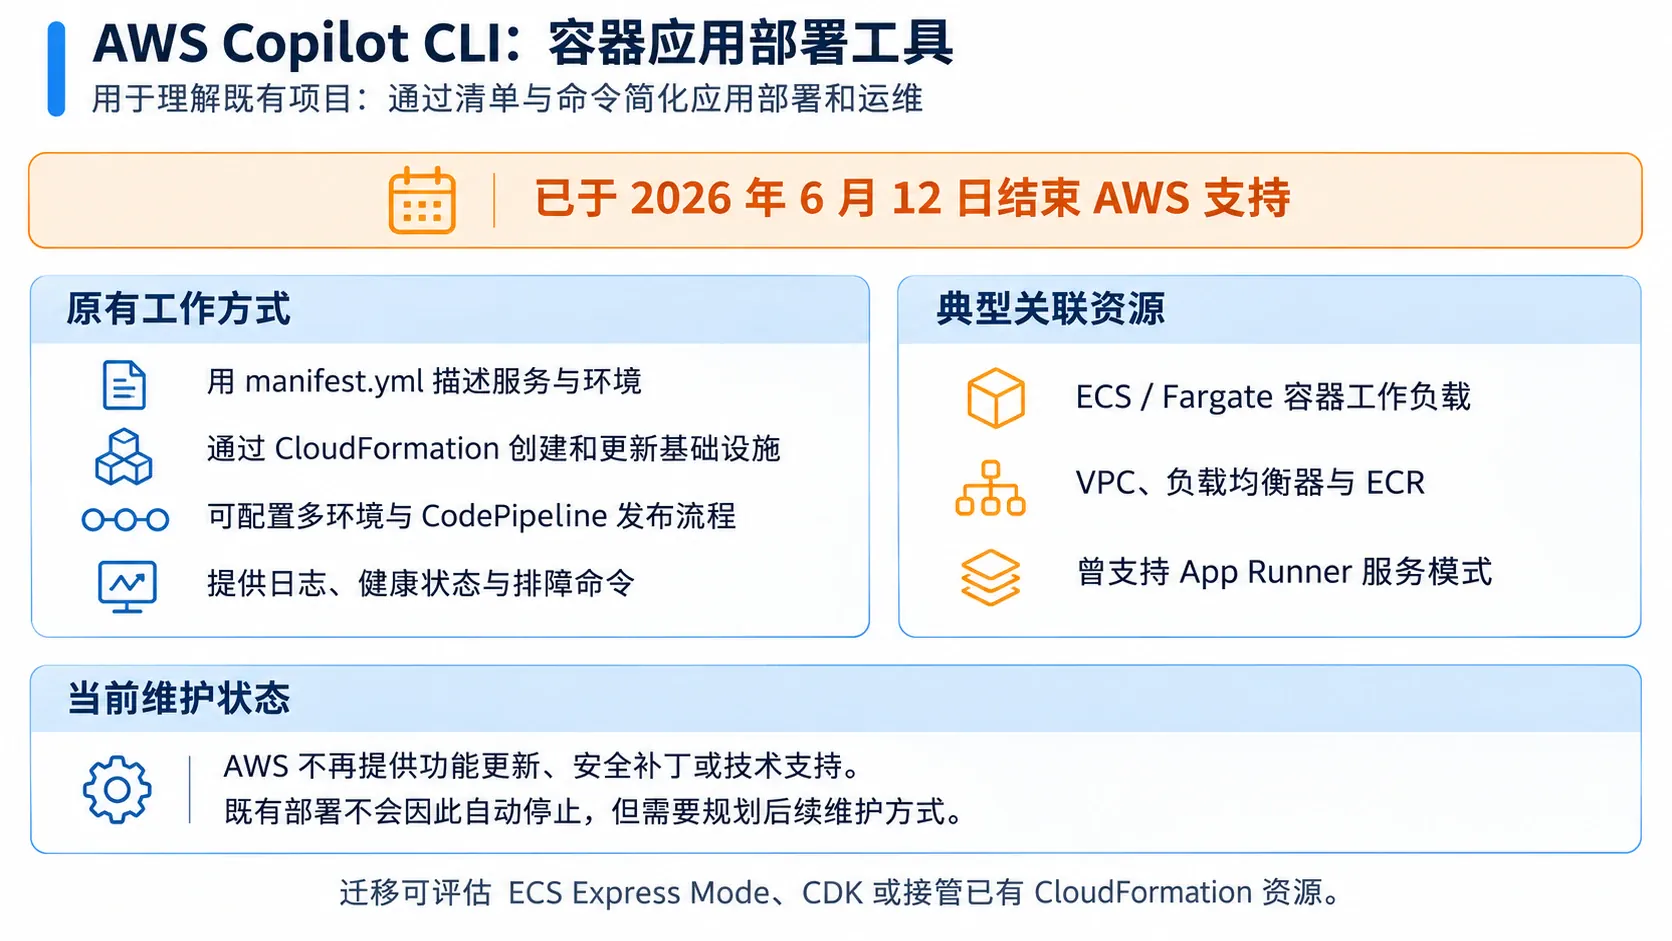 AWS Copilot CLI：容器应用部署工具
用于理解既有项目：通过清单与命令简化应用部署和运维
已于 2026 年 6 月 12 日结束 AWS 支持
原有工作方式
用 manifest.yml 描述服务与环境
通过 CloudFormation 创建和更新基础设施
可配置多环境与 CodePipeline 发布流程
提供日志、健康状态与排障命令
典型关联资源
ECS / Fargate 容器工作负载
VPC、负载均衡器与 ECR
曾支持 App Runner 服务模式
当前维护状态
AWS 不再提供功能更新、安全补丁或技术支持。
既有部署不会因此自动停止，但需要规划后续维护方式。
迁移可评估 ECS Express Mode、CDK 或接管已有 CloudFormation 资源。